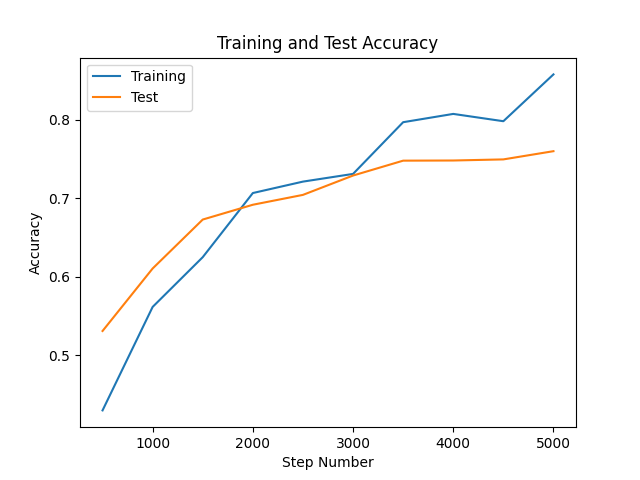 Training and Test Accuracy
Training
Test
0.8
0.7
0.6
0.5
Accuracy
1000 2000 3000 4000 5000
Step Number